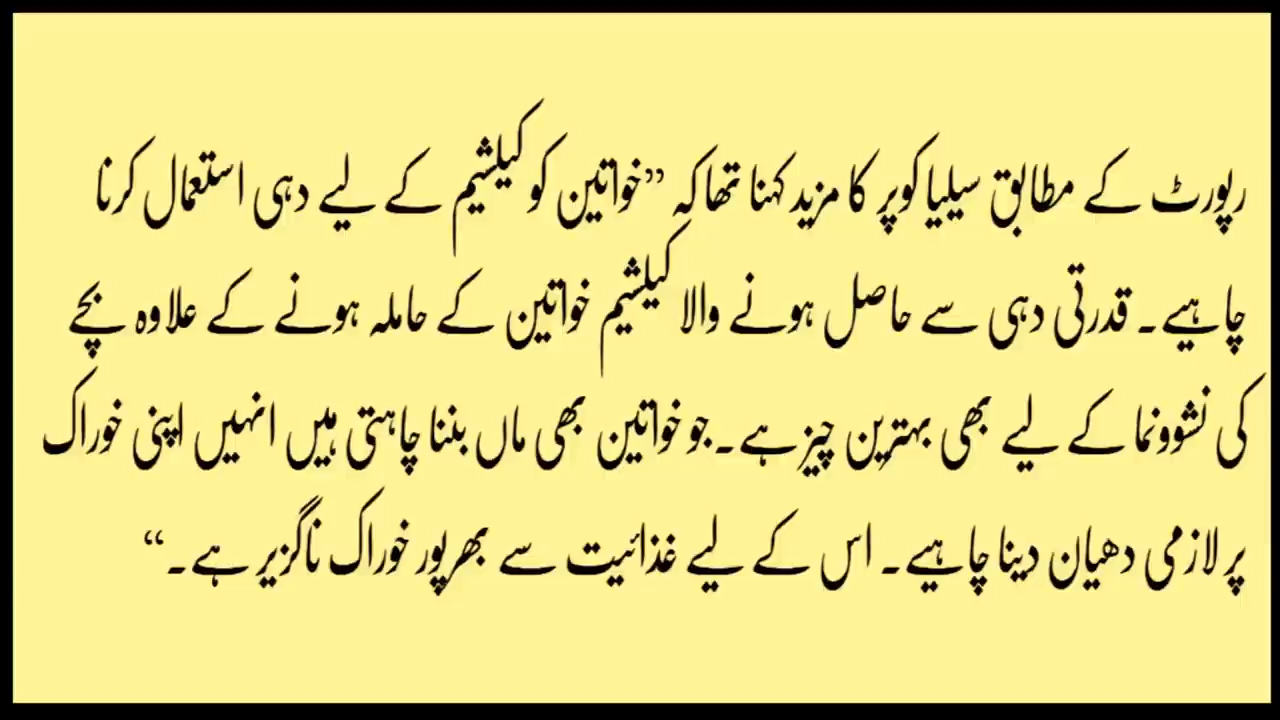 رپورٹ کے مطابق سیلیا کوپر کا مزید کہنا تھا کہ ”خواتین کو کیلشیم کے لیے دہی استعمال کرنا
چاہیے۔ قدرتی دہی سے حاصل ہونے والا کیلشیم خواتین کے حاملہ ہونے کے علاوہ بچے
کی نشوونما کے لیے بھی بہترین چیز ہے۔ جو خواتین بھی ماں بننا چاہتی ہیں انہیں اپنی خوراک
پر لازمی دھیان دینا چاہیے۔ اس کے لیے غذائیت سے بھرپور خوراک ناگزیر ہے۔“